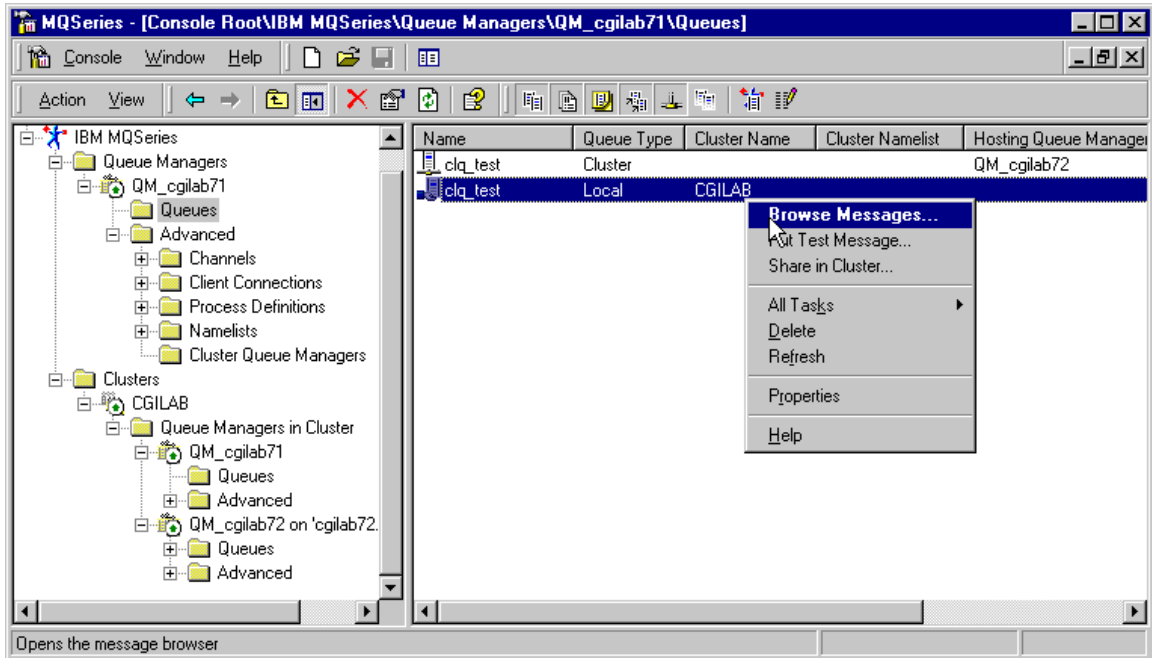 MQSeries - [Console Root\IBM MQSeries\Queue Managers\QM_cgilab71\Queues]
Console Window Help
Action View
IBM MQSeries
Queue Managers
QM_cgilab71
Queues
Advanced
Channels
Client Connections
Process Definitions
Namelists
Cluster Queue Managers
Clusters
CGILAB
Queue Managers in Cluster
QM_cgilab71
Queues
Advanced
QM_cgilab72 on 'cgilab72.
Queues
Advanced
Name Queue Type Cluster Name Cluster Namelist Hosting Queue Manager
clq_test Cluster QM_cgilab72
clq_test Local CGILAB
Browse Messages...
Put Test Message...
Share in Cluster...
All Tasks
Delete
Refresh
Properties
Help
Opens the message browser